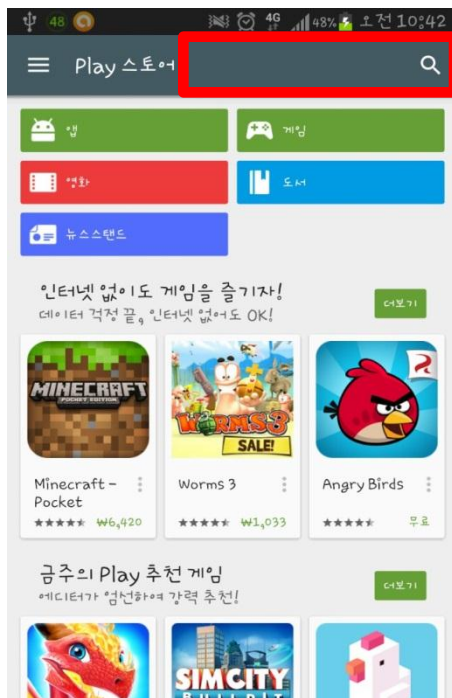 48 4G 48% 오전 10:42
Play 스토어
앱
게임
영화
도서
뉴스스탠드
인터넷 없이도 게임을 즐기자!
데이터 걱정 끝, 인터넷 없어도 OK!
더보기
MINECRAFT
POCKET EDITION
WORMS 3
SALE!
Minecraft - Pocket
₩6,420
Worms 3
₩1,033
Angry Birds
무료
금주의 Play 추천 게임
에디터가 엄선하여 강력 추천!
더보기
SIMCITY
BUILDIT